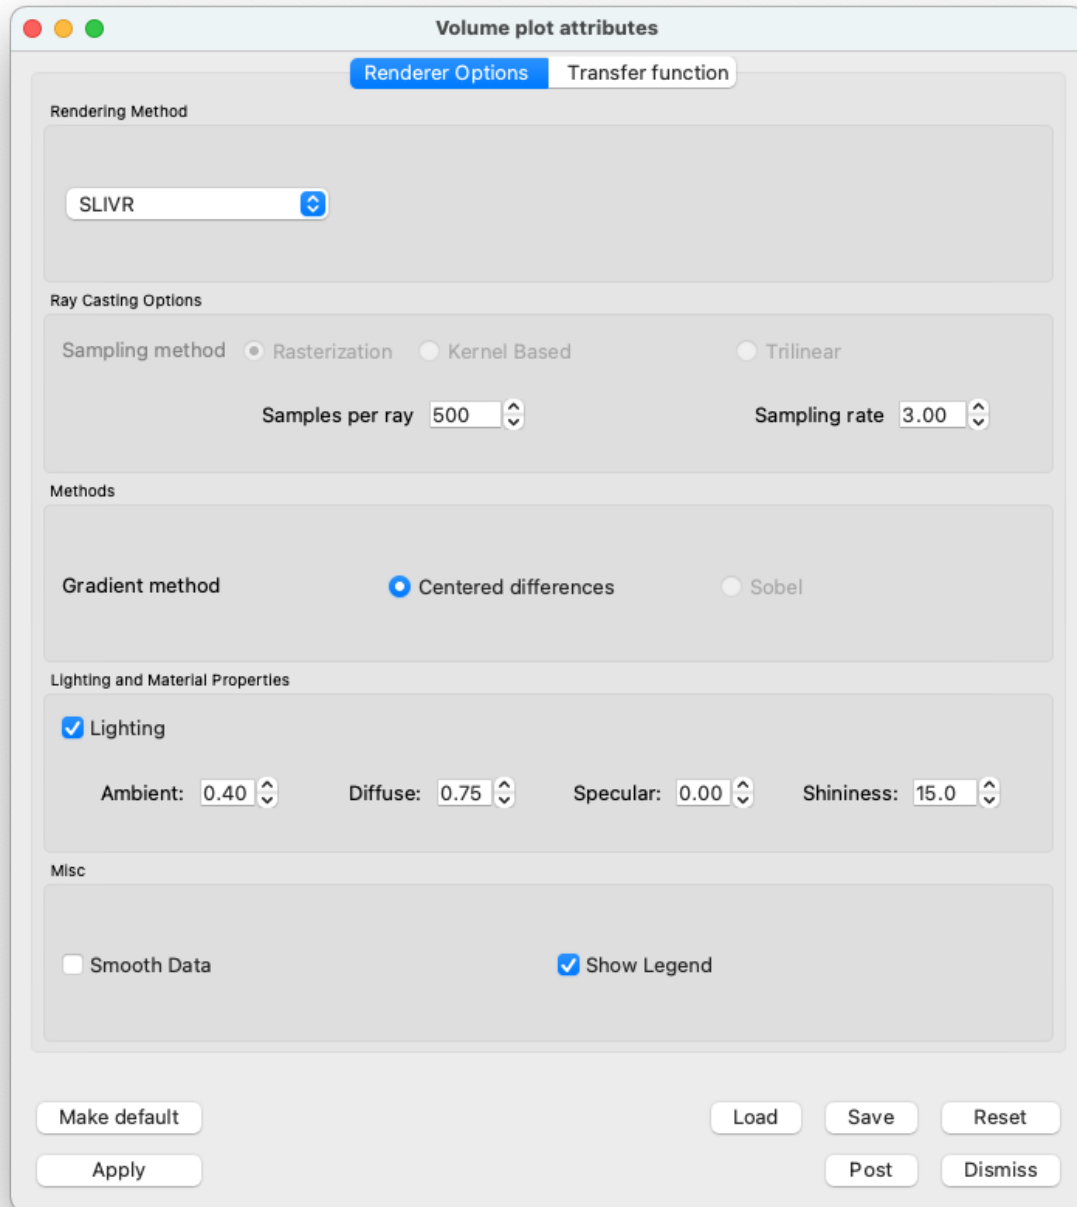 Volume plot attributes
Renderer Options Transfer function
Rendering Method
SLIVR
Ray Casting Options
Sampling method Rasterization Kernel Based Trilinear
Samples per ray 500 Sampling rate 3.00
Methods
Gradient method Centered differences Sobel
Lighting and Material Properties
Lighting
Ambient: 0.40 Diffuse: 0.75 Specular: 0.00 Shininess: 15.0
Misc
Smooth Data Show Legend
Make default Load Save Reset
Apply Post Dismiss